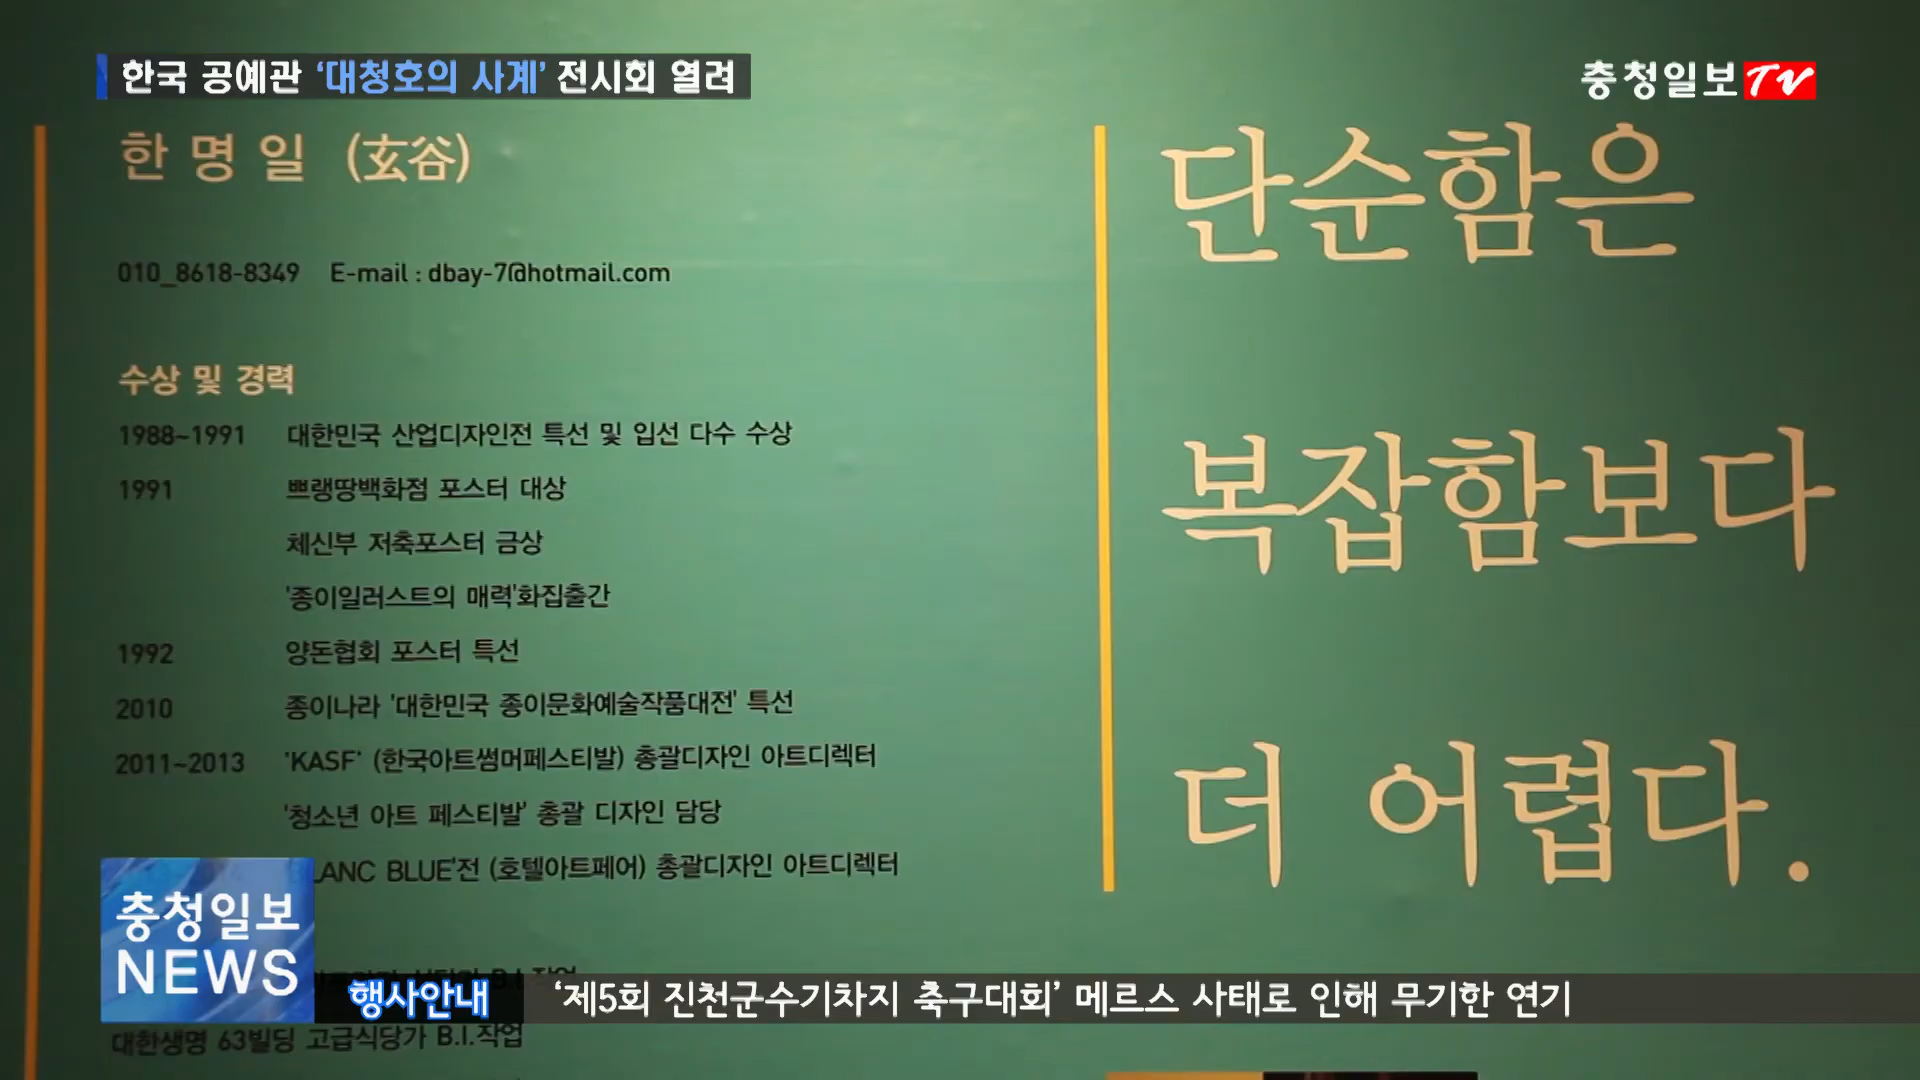 한국 공예관 ‘대청호의 사계’ 전시회 열려
충청일보TV
한명일 (玄谷)
010_8618-8349 E-mail : dbay-7@hotmail.com
수상 및 경력
1988~1991 대한민국 산업디자인전 특선 및 입선 다수 수상
1991 쁘랭땅백화점 포스터 대상
체신부 저축포스터 금상
'종이일러스트의 매력'화집출간
1992 양돈협회 포스터 특선
2010 종이나라 '대한민국 종이문화예술작품대전' 특선
2011~2013 'KASF' (한국아트썸머페스티발) 총괄디자인 아트디렉터
'청소년 아트 페스티발' 총괄 디자인 담당
LANC BLUE'전 (호텔아트페어) 총괄디자인 아트디렉터
B.I.작업
대한생명 63빌딩 고급식당가 B.I.작업
단순함은
복잡함보다
더 어렵다.
충청일보
NEWS
행사안내 ‘제5회 진천군수기차지 축구대회’ 메르스 사태로 인해 무기한 연기